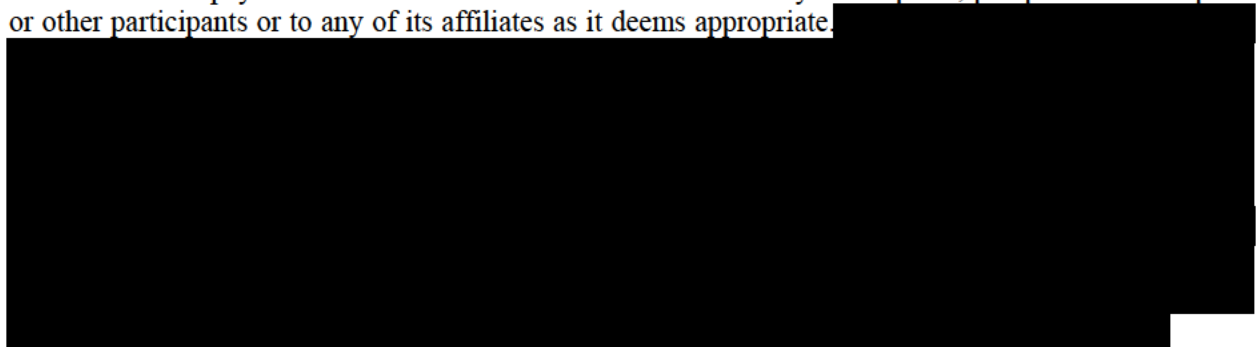 or other participants or to any of its affiliates as it deems appropriate.